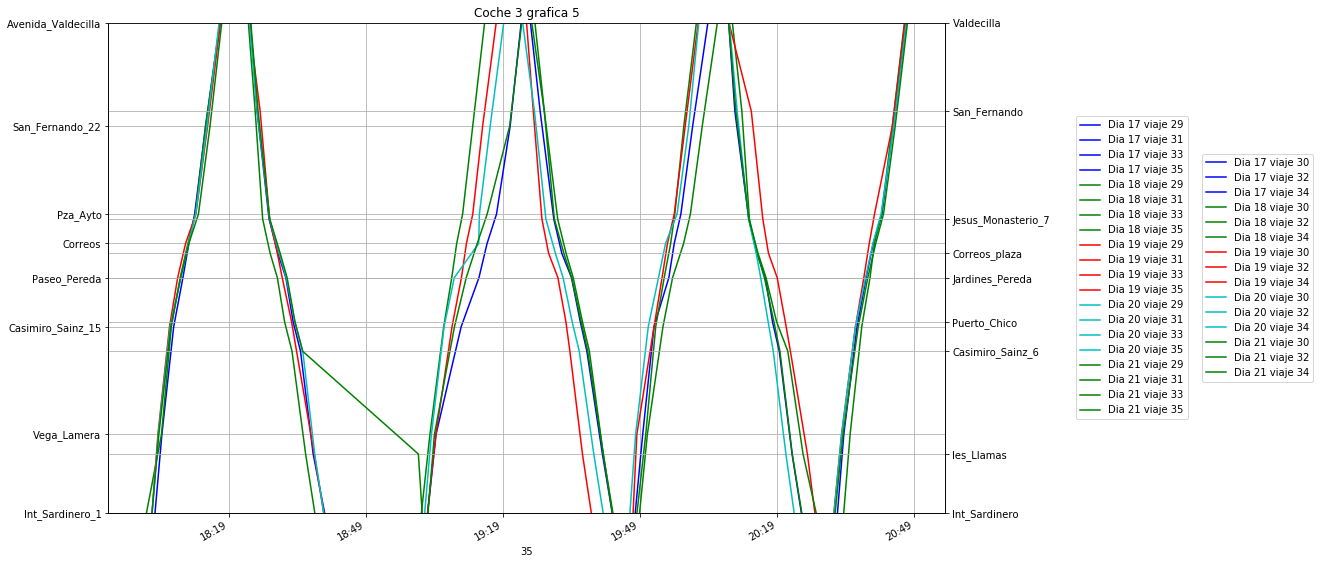 Coche 3 grafica 5
Avenida_Valdecilla
San_Fernando_22
Pza_Ayto
Correos
Paseo_Pereda
Casimiro_Sainz_15
Vega_Lamera
Int_Sardinero_1
Valdecilla
San_Fernando
Jesus_Monasterio_7
Correos_plaza
Jardines_Pereda
Puerto_Chico
Casimiro_Sainz_6
Ies_Llamas
Int_Sardinero
18:19
18:49
19:19
19:49
20:19
20:49
35
Dia 17 viaje 29
Dia 17 viaje 31
Dia 17 viaje 33
Dia 17 viaje 35
Dia 18 viaje 29
Dia 18 viaje 31
Dia 18 viaje 33
Dia 18 viaje 35
Dia 19 viaje 29
Dia 19 viaje 31
Dia 19 viaje 33
Dia 19 viaje 35
Dia 20 viaje 29
Dia 20 viaje 31
Dia 20 viaje 33
Dia 20 viaje 35
Dia 21 viaje 29
Dia 21 viaje 31
Dia 21 viaje 33
Dia 21 viaje 35
Dia 17 viaje 30
Dia 17 viaje 32
Dia 17 viaje 34
Dia 18 viaje 30
Dia 18 viaje 32
Dia 18 viaje 34
Dia 19 viaje 30
Dia 19 viaje 32
Dia 19 viaje 34
Dia 20 viaje 30
Dia 20 viaje 32
Dia 20 viaje 34
Dia 21 viaje 30
Dia 21 viaje 32
Dia 21 viaje 34